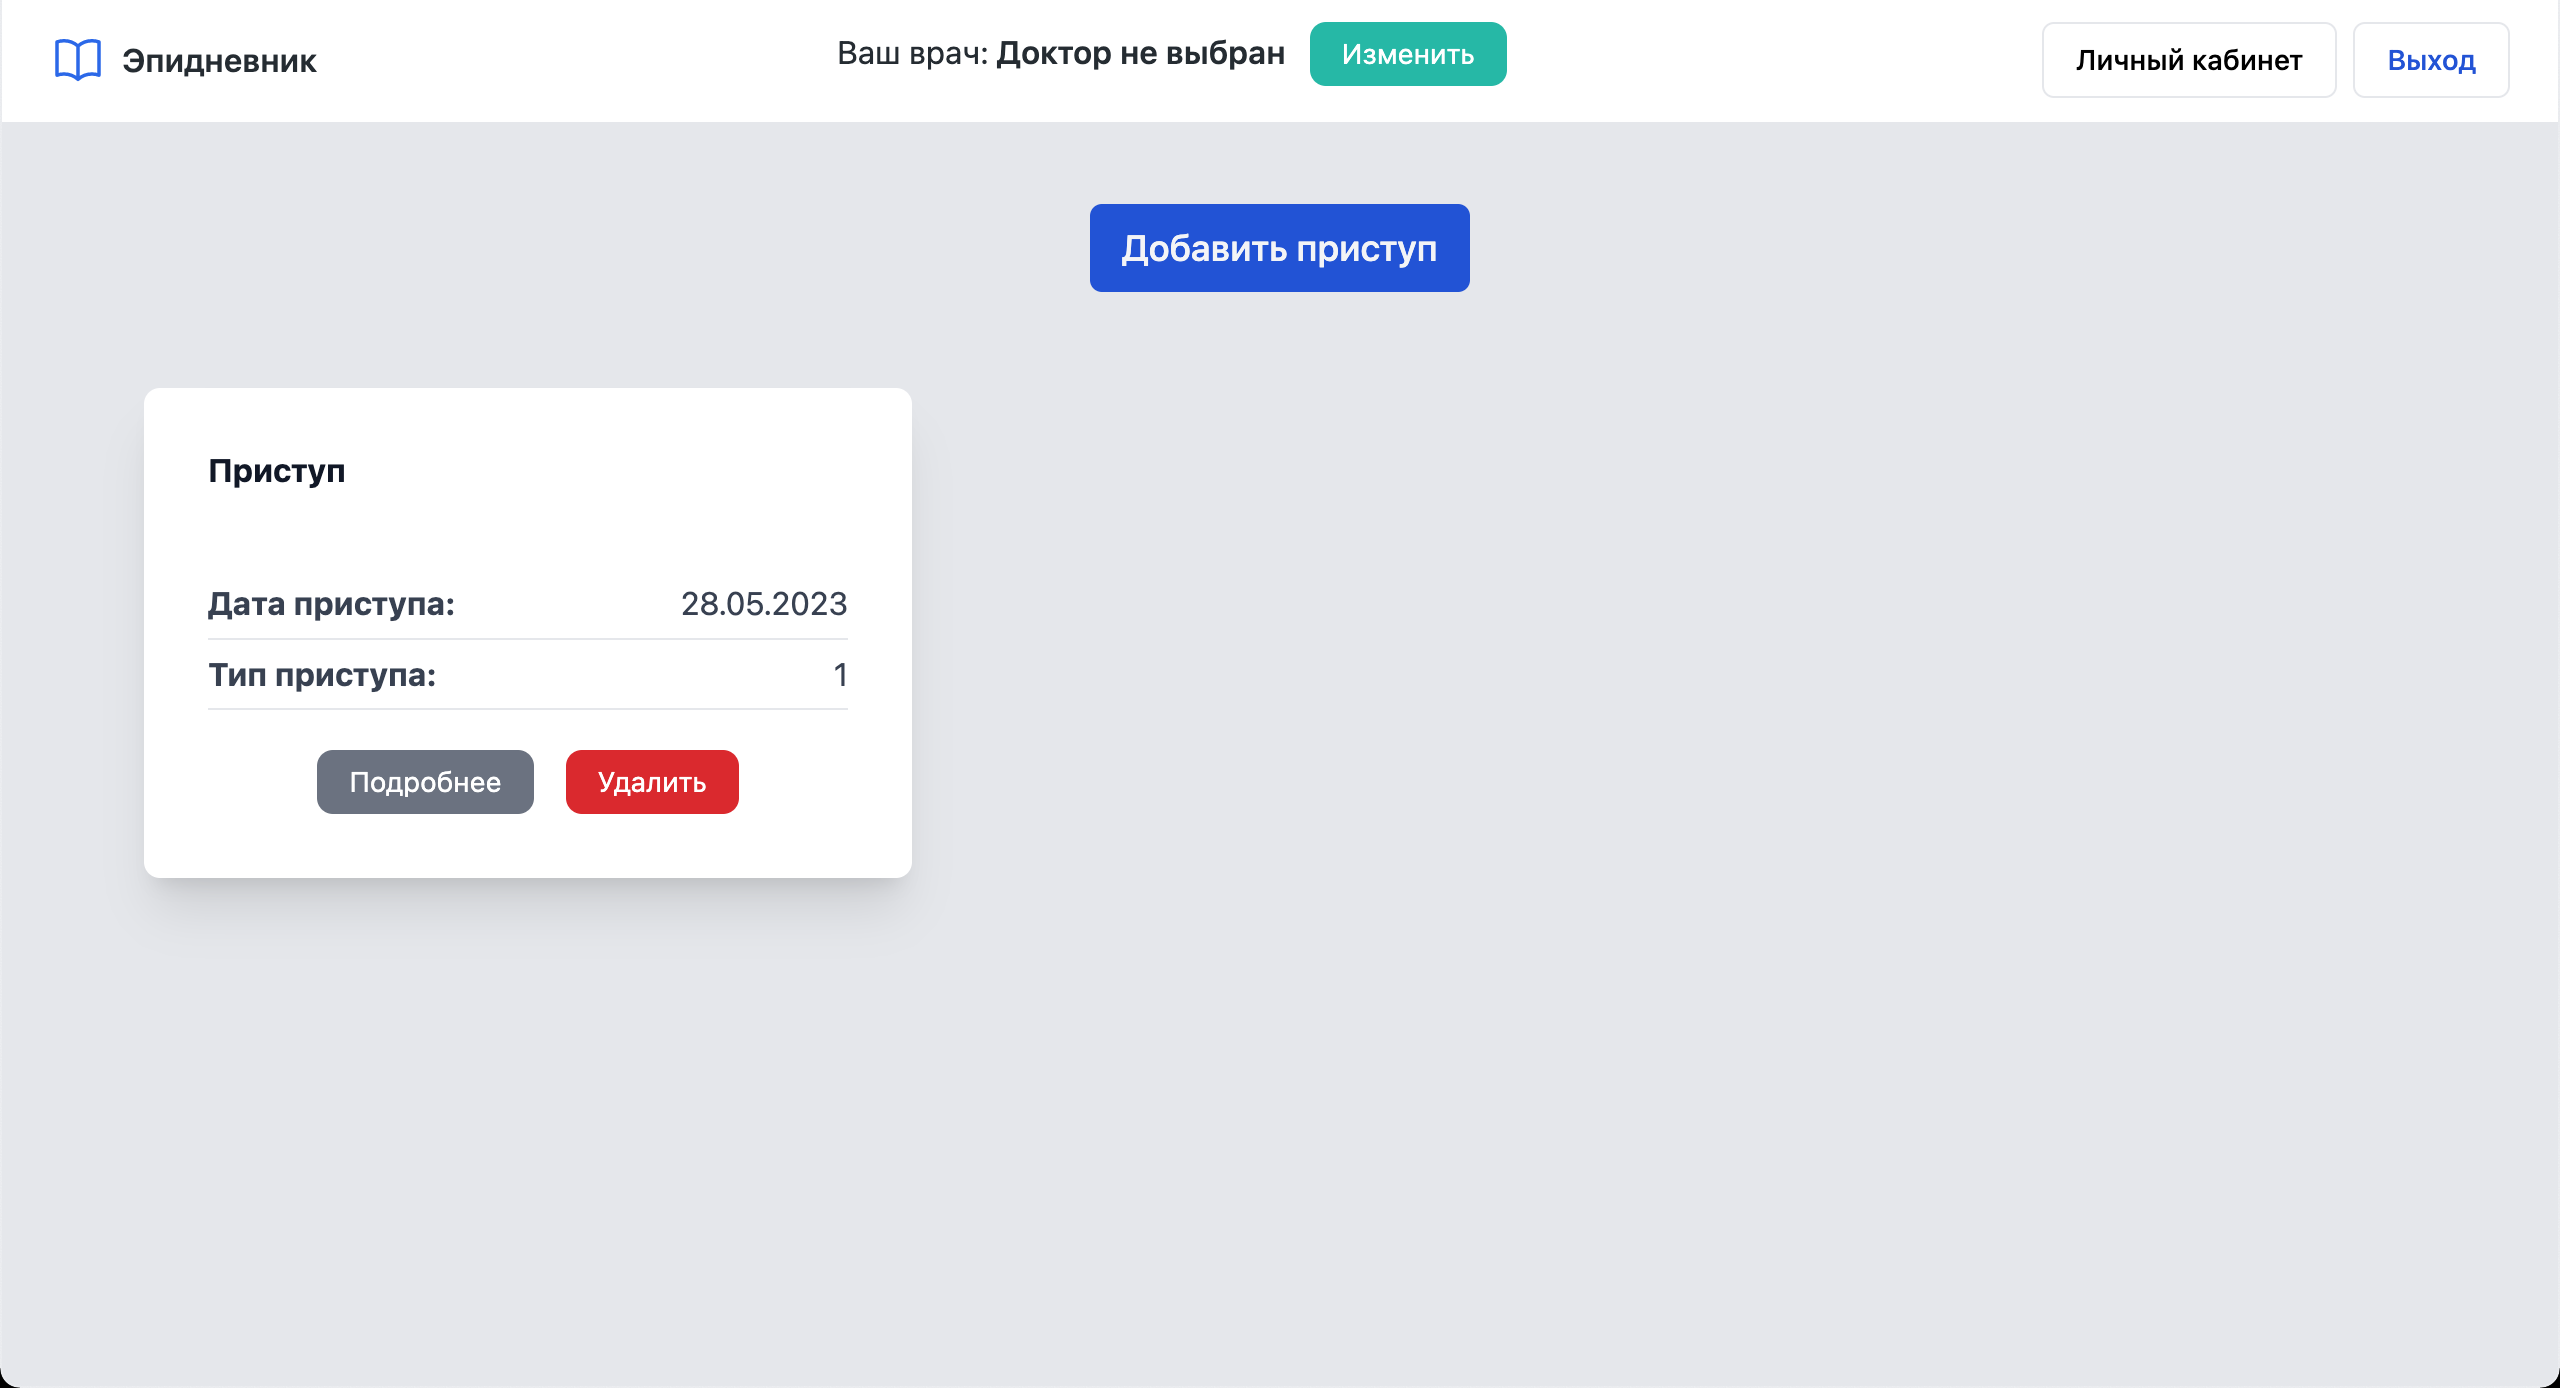 Эпидневник
Ваш врач: Доктор не выбран
Изменить
Личный кабинет
Выход
Добавить приступ
Приступ
Дата приступа: 28.05.2023
Тип приступа: 1
Подробнее
Удалить